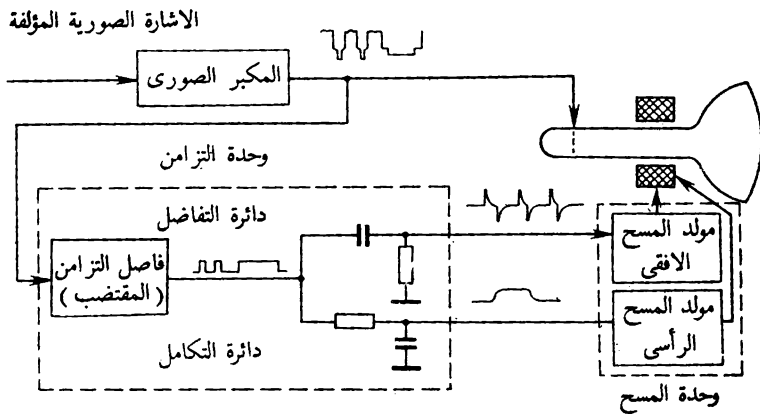 الاشارة الصورية المؤلفة
المكبر الصورى
وحدة التزامن
دائرة التفاضل
فاصل التزامن
(المقتضب)
دائرة التكامل
مولد المسح
الافقى
مولد المسح
الرأسى
وحدة المسح